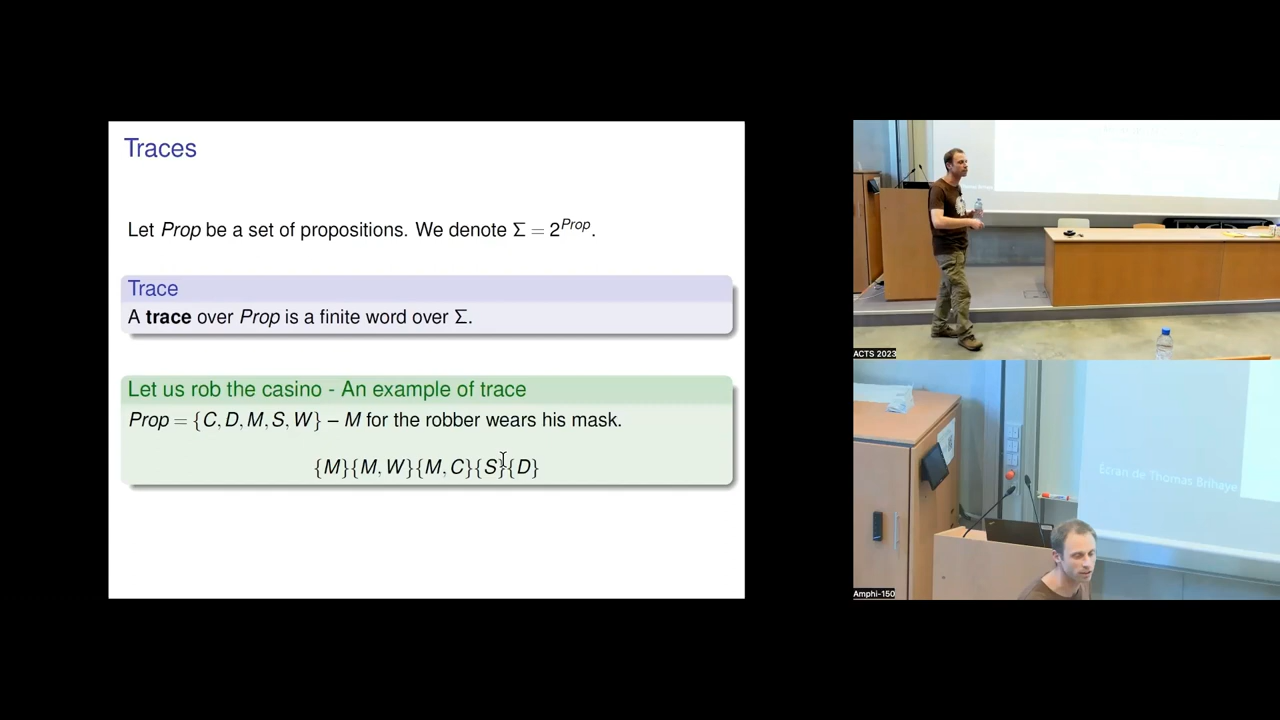 Traces
Let Prop be a set of propositions. We denote Σ = 2^Prop.
Trace
A trace over Prop is a finite word over Σ.
Let us rob the casino - An example of trace
Prop = {C, D, M, S, W} – M for the robber wears his mask.
{M}{M, W}{M, C}{S}{D}
ACTS 2023
Écran de Thomas Brihaye
Amphi-150